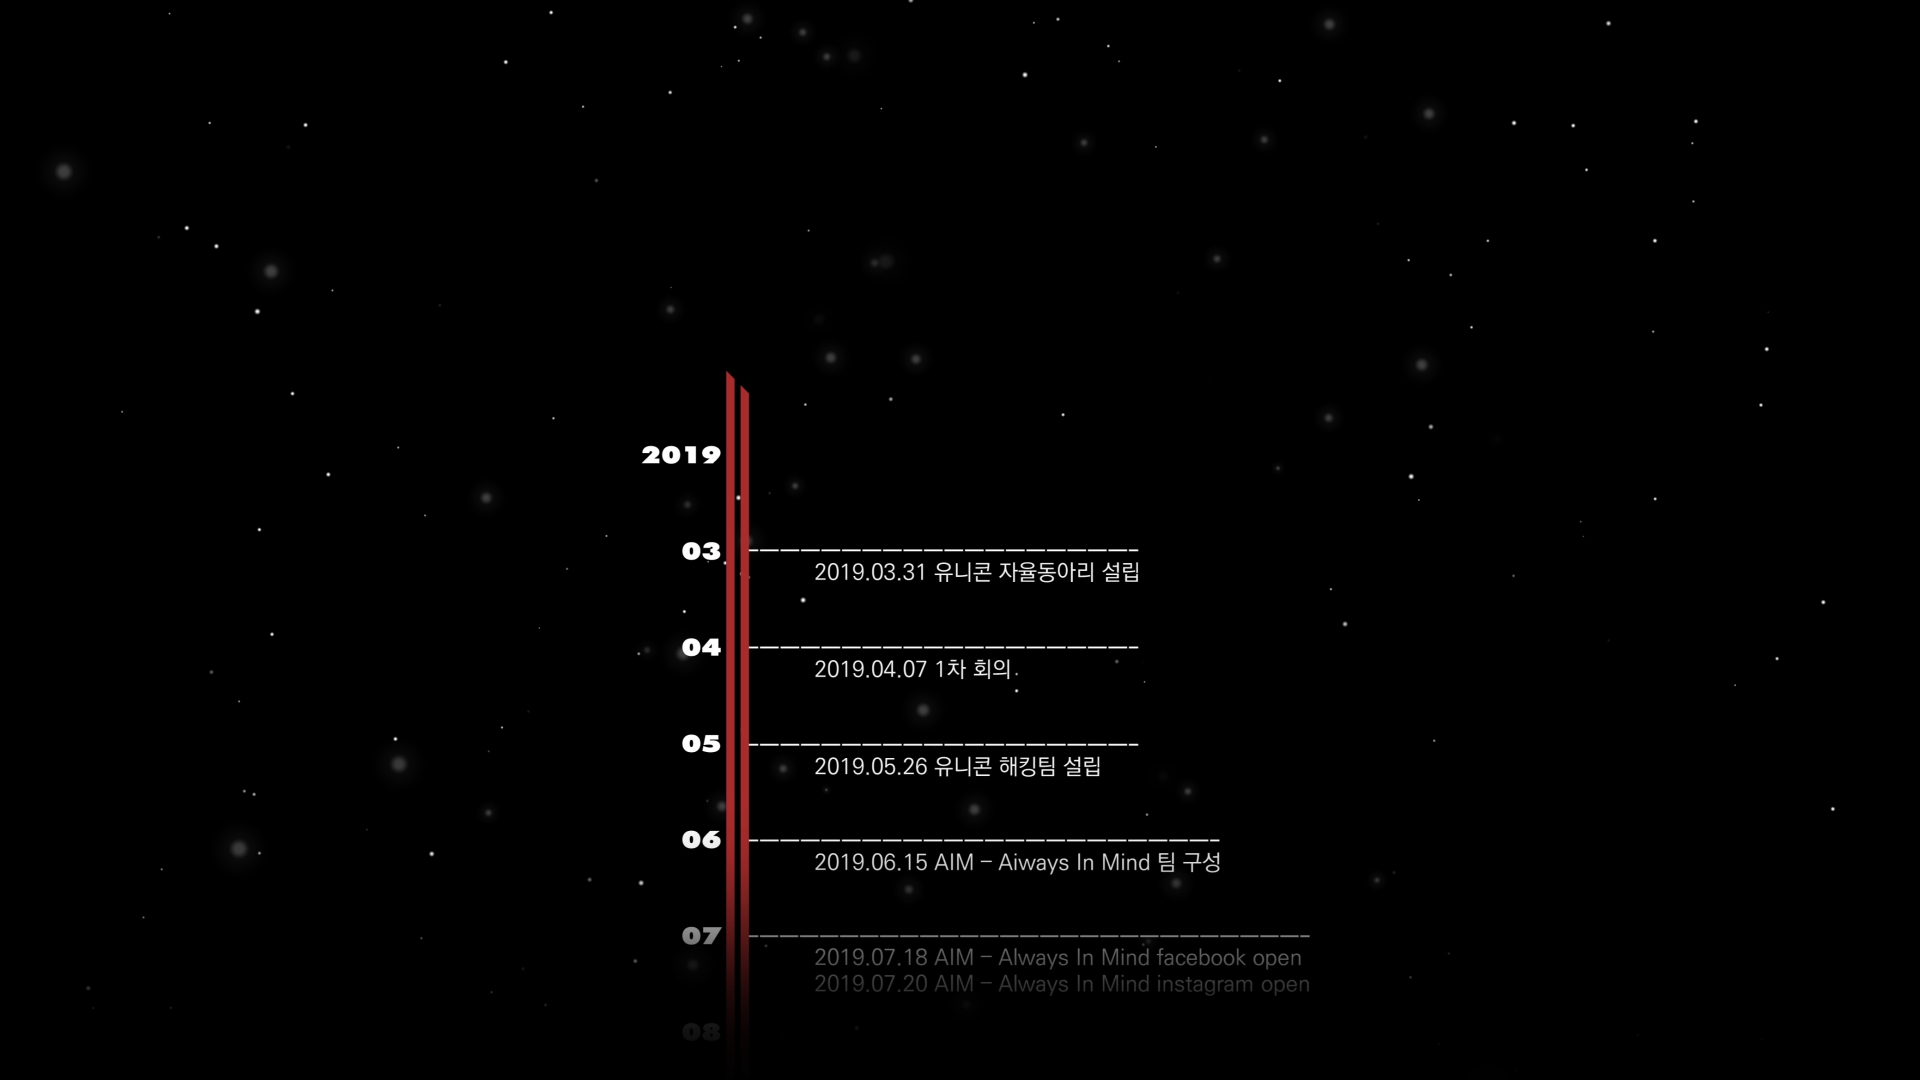 2019
03
2019.03.31 유니콘 자율동아리 설립
04
2019.04.07 1차 회의
05
2019.05.26 유니콘 해킹팀 설립
06
2019.06.15 AIM - Aiways In Mind 팀 구성
07
2019.07.18 AIM - Always In Mind facebook open
2019.07.20 AIM - Always In Mind instagram open
08